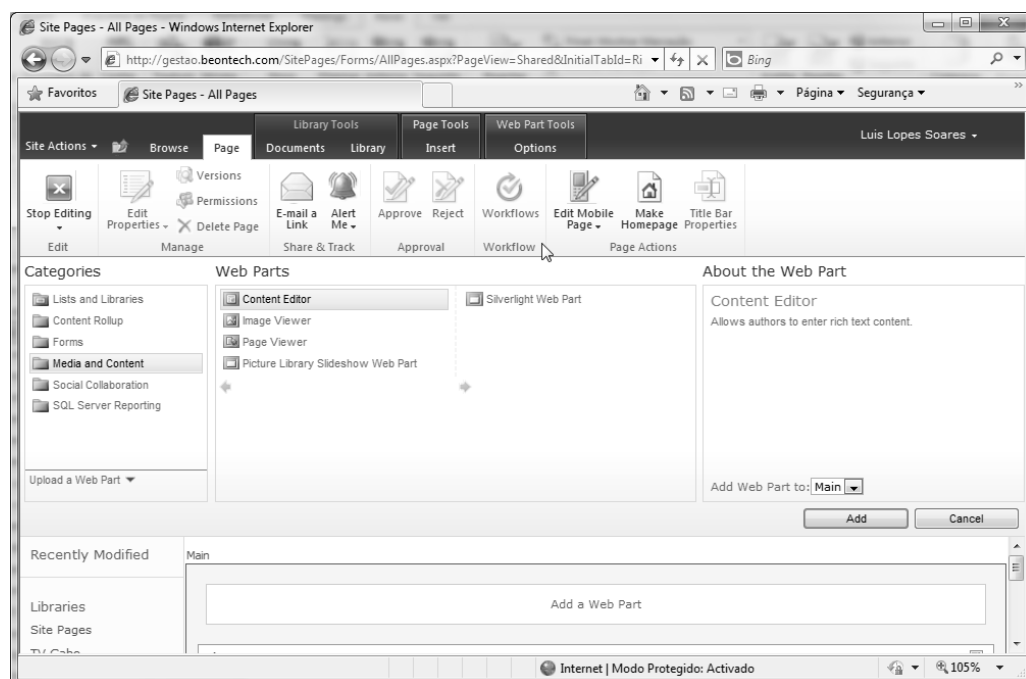 Site Pages - All Pages - Windows Internet Explorer
http://gestao.beontech.com/SitePages/Forms/AllPages.aspx?PageView=Shared&InitialTabId=Ri
Bing
Favoritos
Site Pages - All Pages
Página
Segurança
»
Library Tools
Page Tools
Web Part Tools
Luis Lopes Soares
Site Actions
Browse
Page
Documents
Library
Insert
Options
Stop Editing
Edit Properties
Versions
Permissions
Delete Page
E-mail a Link
Alert Me
Approve
Reject
Workflows
Edit Mobile Page
Make Homepage
Title Bar Properties
Edit
Manage
Share & Track
Approval
Workflow
Page Actions
Categories
Lists and Libraries
Content Rollup
Forms
Media and Content
Social Collaboration
SQL Server Reporting
Upload a Web Part
Web Parts
Content Editor
Image Viewer
Page Viewer
Picture Library Slideshow Web Part
Silverlight Web Part
About the Web Part
Content Editor
Allows authors to enter rich text content.
Add Web Part to: Main
Add
Cancel
Recently Modified
Libraries
Site Pages
Main
Add a Web Part
Internet | Modo Protegido: Activado
105%